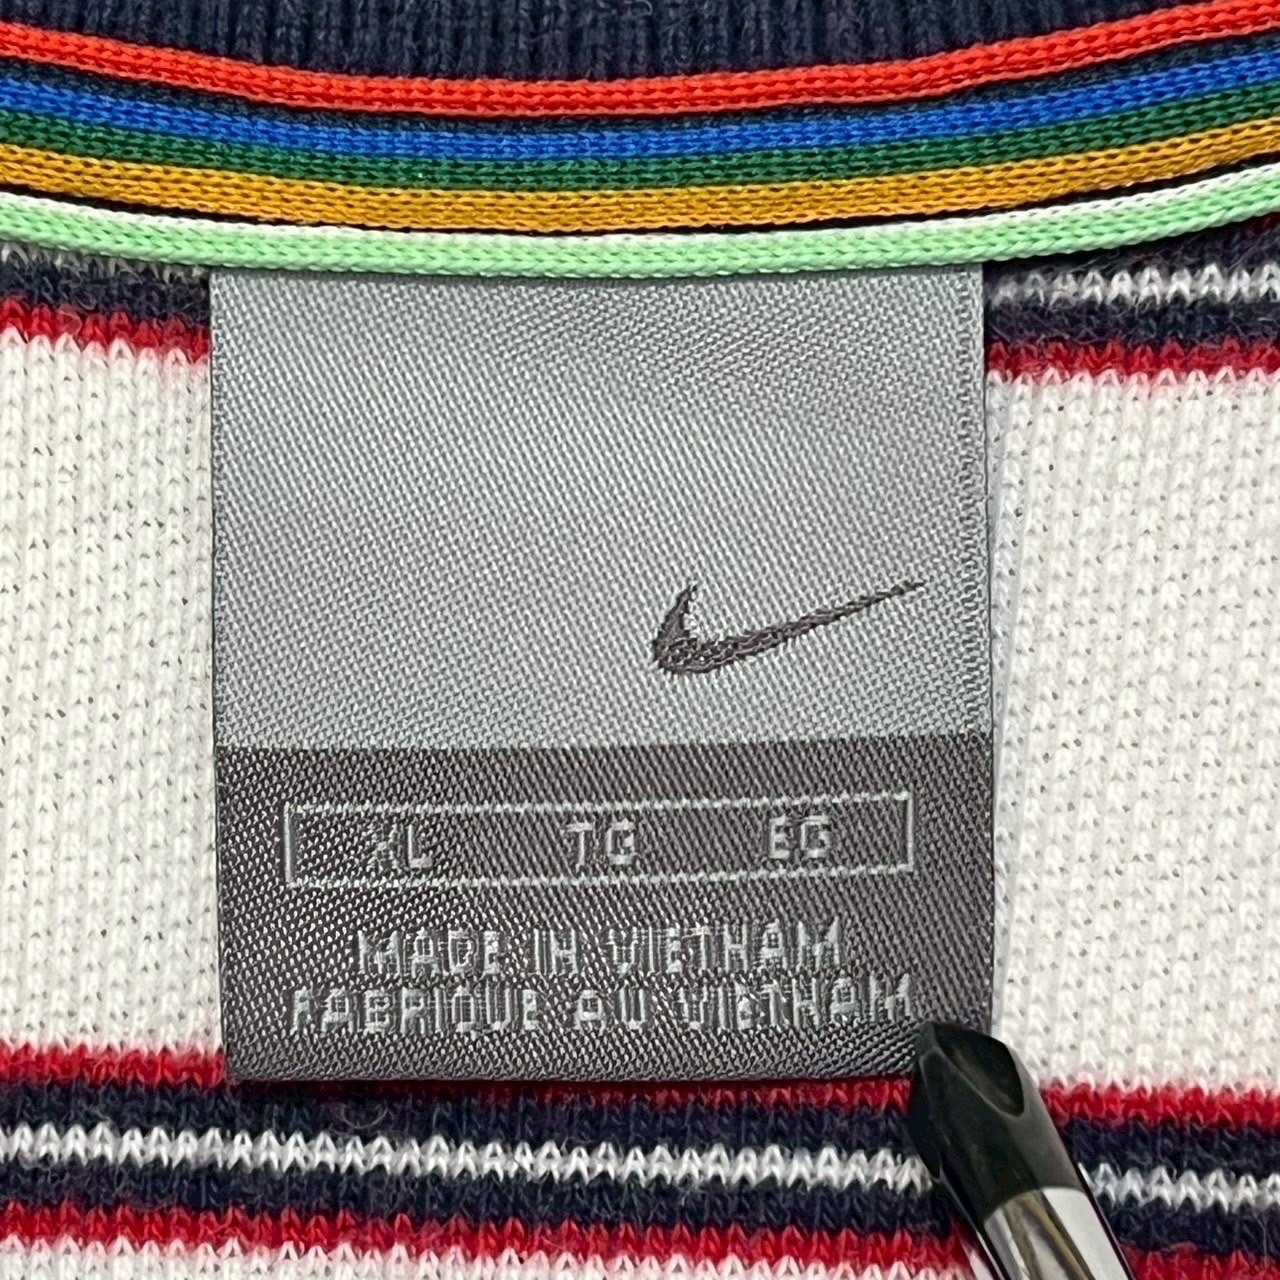 XL TG EG
MADE IN VIETNAM
FABRIQUE AU VIETNAM